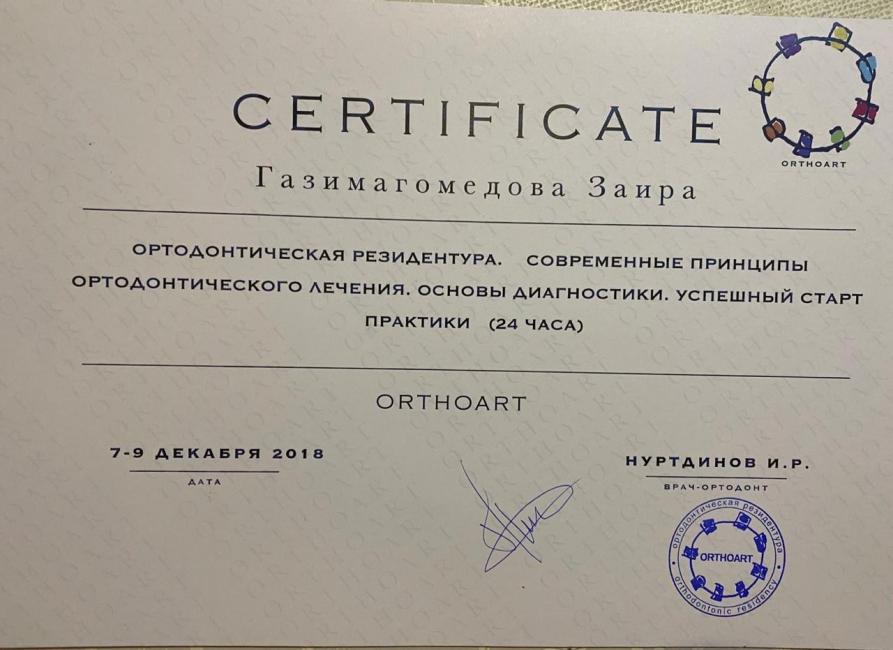 CERTIFICATE
ORTHOART
Газимагомедова Заира
ОРТОДОНТИЧЕСКАЯ РЕЗИДЕНТУРА. СОВРЕМЕННЫЕ ПРИНЦИПЫ
ОРТОДОНТИЧЕСКОГО ЛЕЧЕНИЯ. ОСНОВЫ ДИАГНОСТИКИ. УСПЕШНЫЙ СТАРТ
ПРАКТИКИ (24 ЧАСА)
ORTHOART
7-9 ДЕКАБРЯ 2018
ДАТА
НУРТДИНОВ И.Р.
ВРАЧ-ОРТОДОНТ
ортодонтическая резидентура
ORTHOART
orthodontonic residency